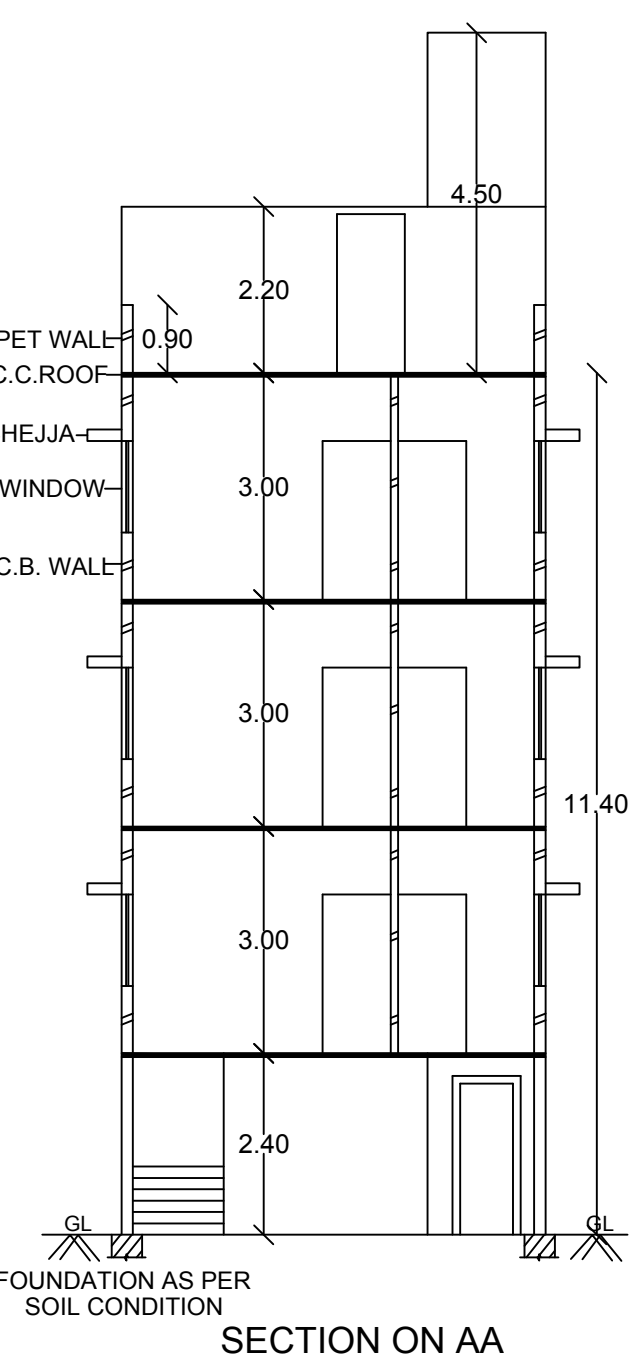 4.50
2.20
PET WALL
0.90
C.C.ROOF
HEJJA
WINDOW
3.00
C.B. WALL
3.00
11.40
3.00
2.40
GL
GL
FOUNDATION AS PER
SOIL CONDITION
SECTION ON AA